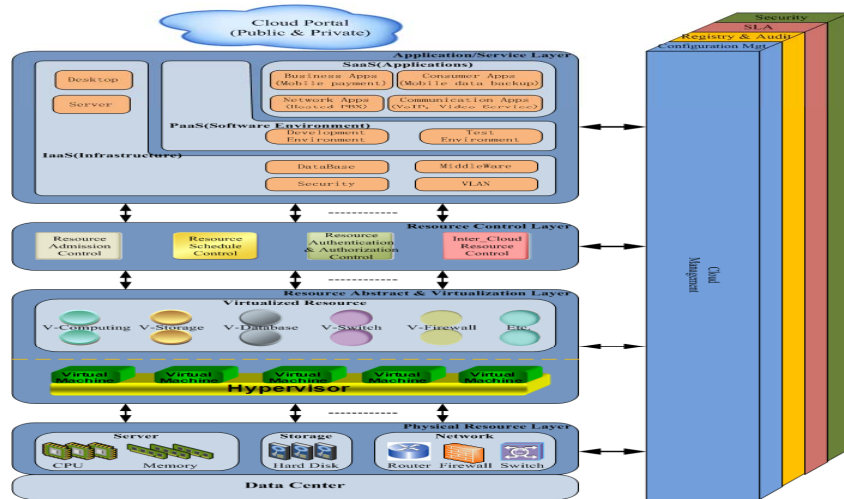 Cloud Portal
(Public & Private)
Application/Service Layer
SaaS(Applications)
Desktop
Server
Business Apps
(Mobile payment)
Consumer Apps
(Mobile data backup)
Network Apps
(Hosted PBX)
Communication Apps
(VoIP, Video Service)
PaaS(Software Environment)
Development
Environment
Test
Environment
IaaS(Infrastructure)
DataBase
MiddleWare
Security
VLAN
Resource Control Layer
Resource
Admission
Control
Resource
Schedule
Control
Resource
Authentication
& Authorization
Control
Inter_Cloud
Resource
Control
Resource Abstract & Virtualization Layer
Virtualized Resource
V-Computing
V-Storage
V-Database
V-Switch
V-Firewall
Etc.
Virtual
Machine
Virtual
Machine
Virtual
Machine
Virtual
Machine
Virtual
Machine
Hypervisor
Physical Resource Layer
Server
CPU
Memory
Storage
Hard Disk
Network
Router
Firewall
Switch
Data Center
Security
SLA
Registry & Audit
Configuration Mgt
Cloud
Management